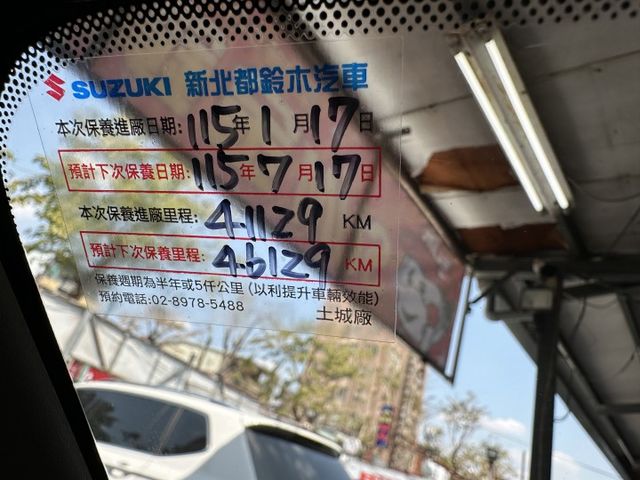 SUZUKI 新北都鈴木汽車
本次保養進廠日期:115年1月17日
預計下次保養日期:115年7月17日
本次保養進廠里程:41129 KM
預計下次保養里程:46129 KM
保養週期為半年或5仟公里(以利提升車輛效能)
預約電話:02-8978-5488
土城廠